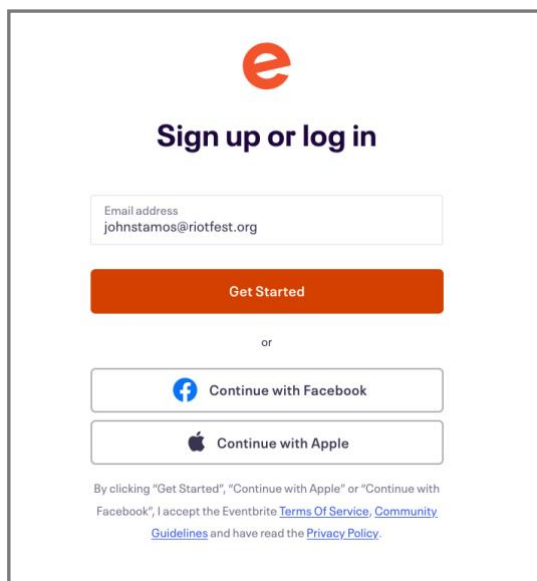 Sign up or log in
Email address
johnstamos@riotfest.org
Get Started
or
Continue with Facebook
Continue with Apple
By clicking "Get Started", "Continue with Apple" or "Continue with
Facebook", I accept the Eventbrite Terms Of Service, Community
Guidelines and have read the Privacy Policy.